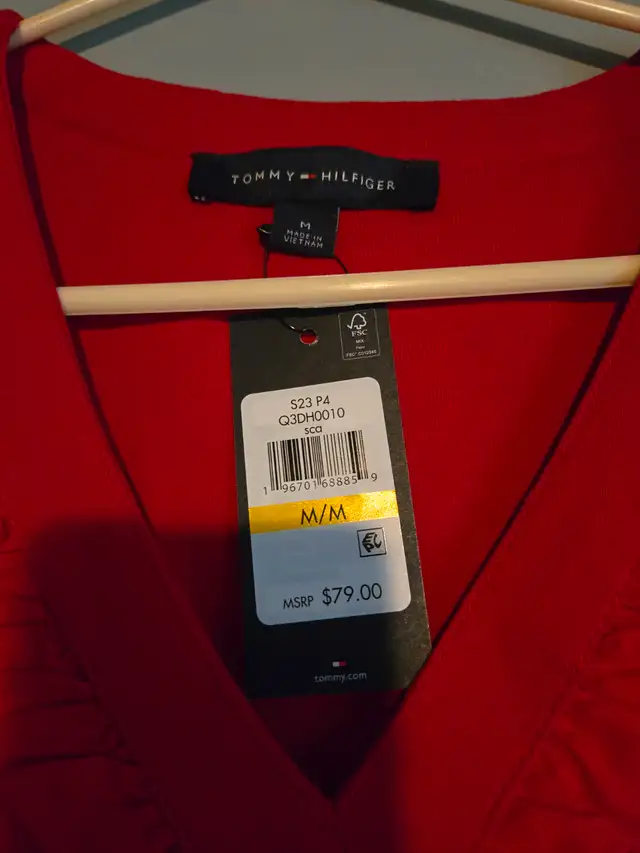 TOMMY HILFIGER
M
MADE IN
VIETNAM
FSC
MIX
S23 P4
Q3DH0010
sca
1 96701 68885 9
M/M
MSRP $79.00
tommy.com